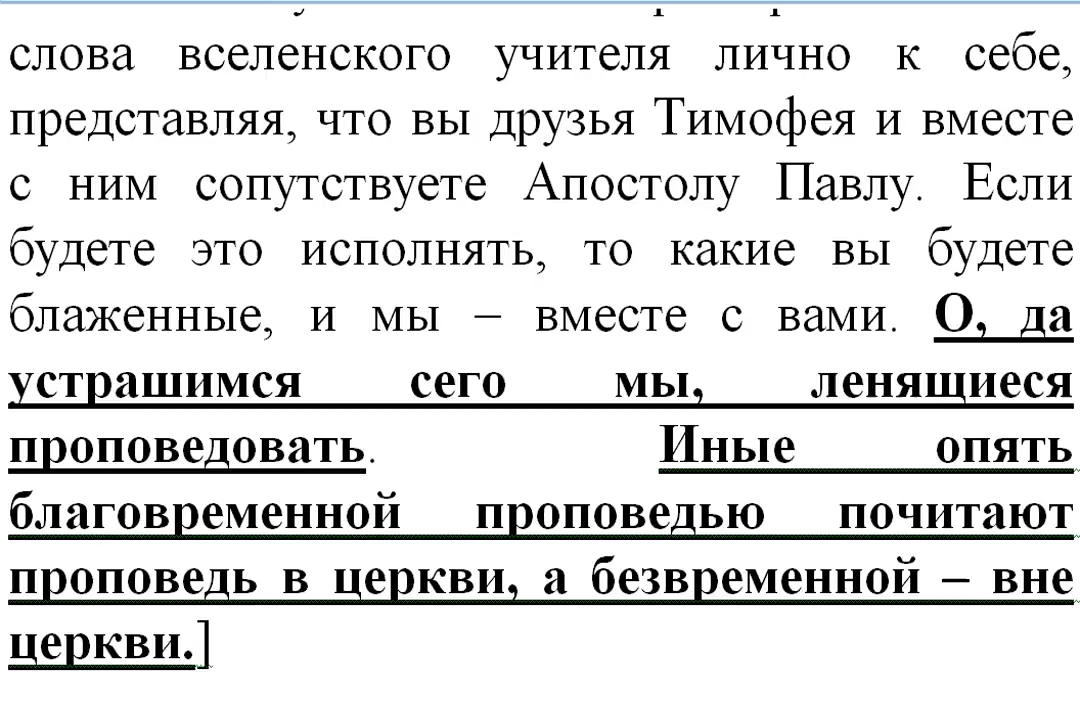 слова вселенского учителя лично к себе,
представляя, что вы друзья Тимофея и вместе
с ним сопутствуете Апостолу Павлу. Если
будете это исполнять, то какие вы будете
блаженные, и мы – вместе с вами. О, да
устрашимся сего мы, ленящиеся
проповедовать. Иные опять
благовременной проповедью почитают
проповедь в церкви, а безвременной – вне
церкви.]